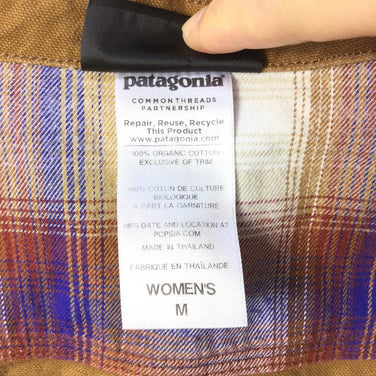 patagonia®
COMMON THREADS
PARTNERSHIP
Repair, Reuse, Recycle
This Product
www.patagonia.com
100% ORGANIC COTTON
EXCLUSIVE OF TRIM
100% COTON DE CULTURE
BIOLOGIQUE
À PART LA GARNITURE
MFG DATE AND LOCATION AT
PCPSIA.COM
MADE IN THAILAND
FABRIQUÉ EN THAÏLANDE
WOMEN'S
M